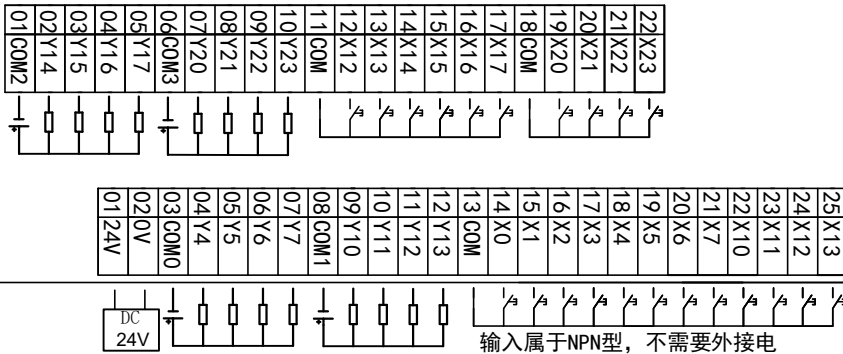 01 COM2
02 Y14
03 Y15
04 Y16
05 Y17
06 COM3
07 Y20
08 Y21
09 Y22
10 Y23
11 COM
12 X12
13 X13
14 X14
15 X15
16 X16
17 X17
18 COM
19 X20
20 X21
21 X22
22 X23
01 24V
02 0V
03 COM0
04 Y4
05 Y5
06 Y6
07 Y7
08 COM1
09 Y10
10 Y11
11 Y12
12 Y13
13 COM
14 X0
15 X1
16 X2
17 X3
18 X4
19 X5
20 X6
21 X7
22 X10
23 X11
24 X12
25 X13
DC
24V
输入属于NPN型，不需要外接电